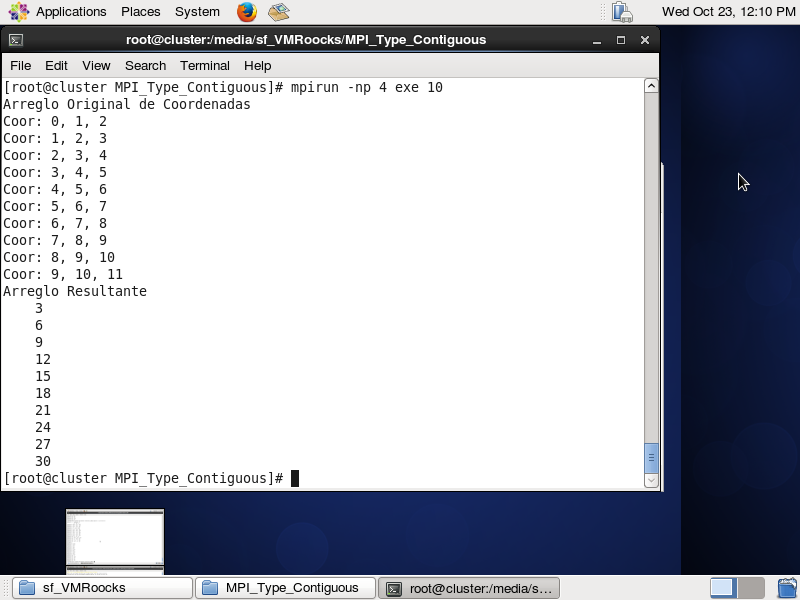 Applications Places System Wed Oct 23, 12:10 PM
root@cluster:/media/sf_VMRoocks/MPI_Type_Contiguous
File Edit View Search Terminal Help
[root@cluster MPI_Type_Contiguous]# mpirun -np 4 exe 10
Arreglo Original de Coordenadas
Coor: 0, 1, 2
Coor: 1, 2, 3
Coor: 2, 3, 4
Coor: 3, 4, 5
Coor: 4, 5, 6
Coor: 5, 6, 7
Coor: 6, 7, 8
Coor: 7, 8, 9
Coor: 8, 9, 10
Coor: 9, 10, 11
Arreglo Resultante
3
6
9
12
15
18
21
24
27
30
[root@cluster MPI_Type_Contiguous]#
sf_VMRoocks MPI_Type_Contiguous root@cluster:/media/s...